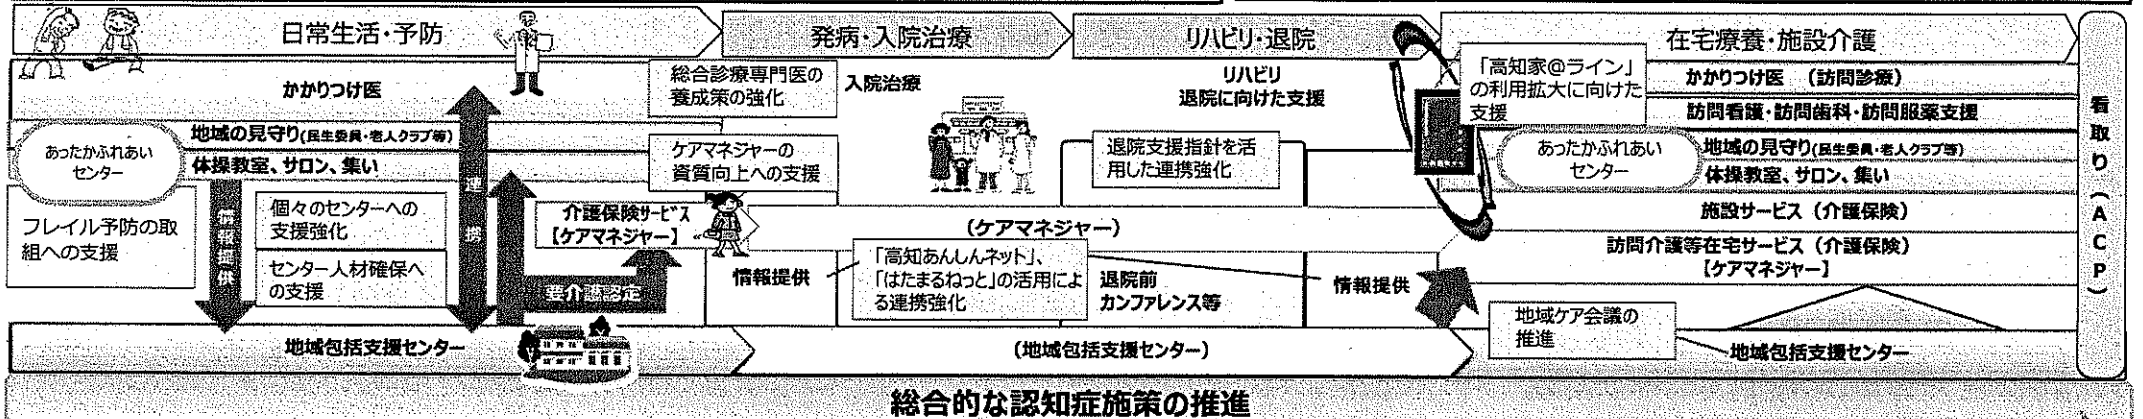 日常生活・予防
発病・入院治療
リハビリ・退院
在宅療養・施設介護
看取り(ACP)
かかりつけ医
総合診療専門医の
養成策の強化
入院治療
リハビリ
退院に向けた支援
「高知家@ライン」
の利用拡大に向けた
支援
かかりつけ医 (訪問診療)
訪問看護・訪問歯科・訪問服薬支援
あったかふれあい
センター
地域の見守り(民生委員・老人クラブ等)
体操教室、サロン、集い
ケアマネジャーの
資質向上への支援
退院支援指針を活
用した連携強化
あったかふれあい
センター
地域の見守り(民生委員・老人クラブ等)
体操教室、サロン、集い
フレイル予防の取
組への支援
情報提供
個々のセンターへの
支援強化
センター人材確保へ
の支援
連携
介護保険サービス
【ケアマネジャー】
要介護認定
(ケアマネジャー)
情報提供
「高知あんしんネット」、
「はたまるねっと」の活用によ
る連携強化
退院前
カンファレンス等
情報提供
施設サービス(介護保険)
訪問介護等在宅サービス(介護保険)
【ケアマネジャー】
地域ケア会議の
推進
地域包括支援センター
(地域包括支援センター)
地域包括支援センター
総合的な認知症施策の推進